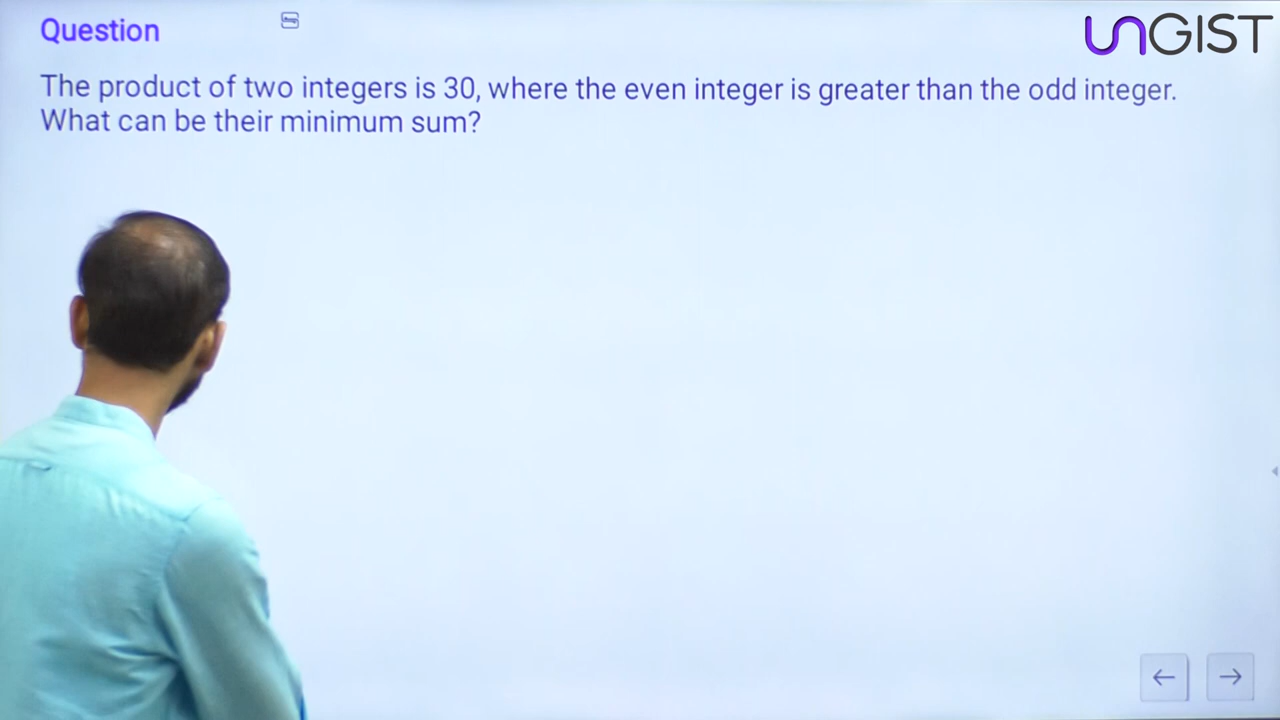 Question
UNGIST
The product of two integers is 30, where the even integer is greater than the odd integer.
What can be their minimum sum?